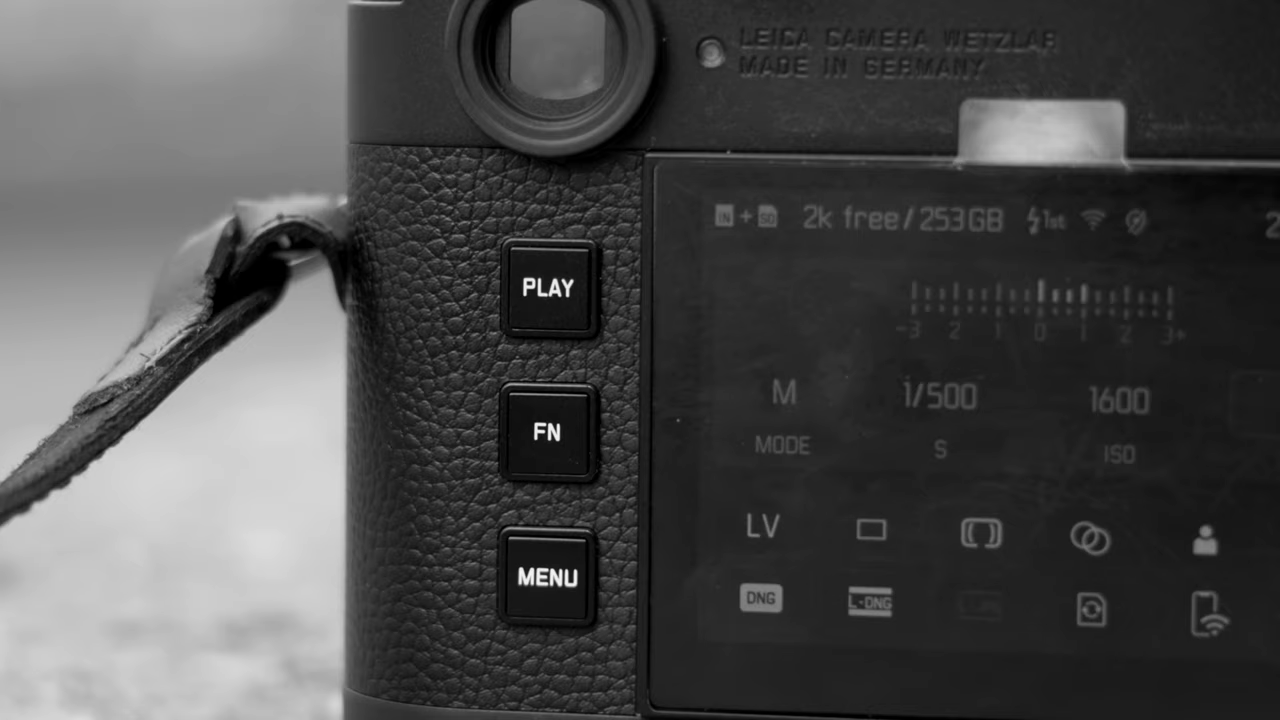 LEICA CAMERA WETZLAR
MADE IN GERMANY
IN + SD 2k free/253GB 1st
-3 2 1 0 1 2 3+
PLAY
M 1/500 1600
MODE S ISO
FN
LV
MENU
DNG L-DNG